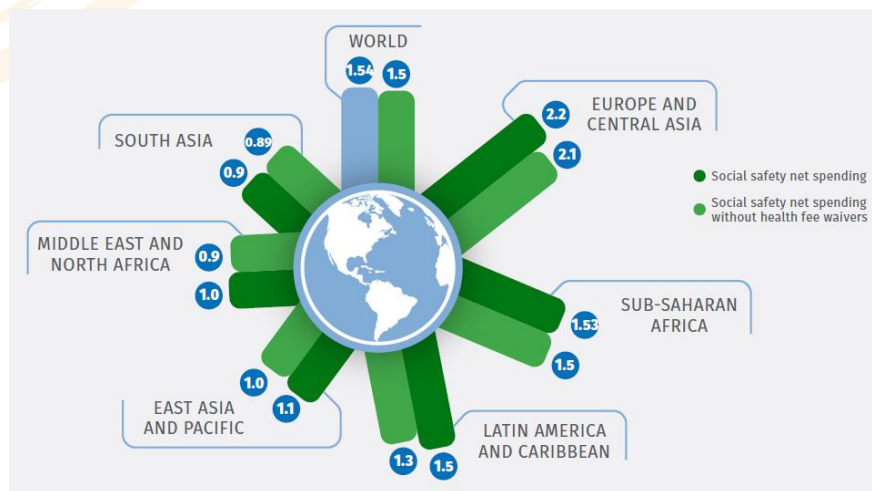 WORLD
1.54
1.5
EUROPE AND
CENTRAL ASIA
2.2
2.1
Social safety net spending
Social safety net spending
without health fee waivers
SUB-SAHARAN
AFRICA
1.53
1.5
LATIN AMERICA
AND CARIBBEAN
1.5
1.3
EAST ASIA
AND PACIFIC
1.1
1.0
MIDDLE EAST AND
NORTH AFRICA
0.9
1.0
SOUTH ASIA
0.89
0.9